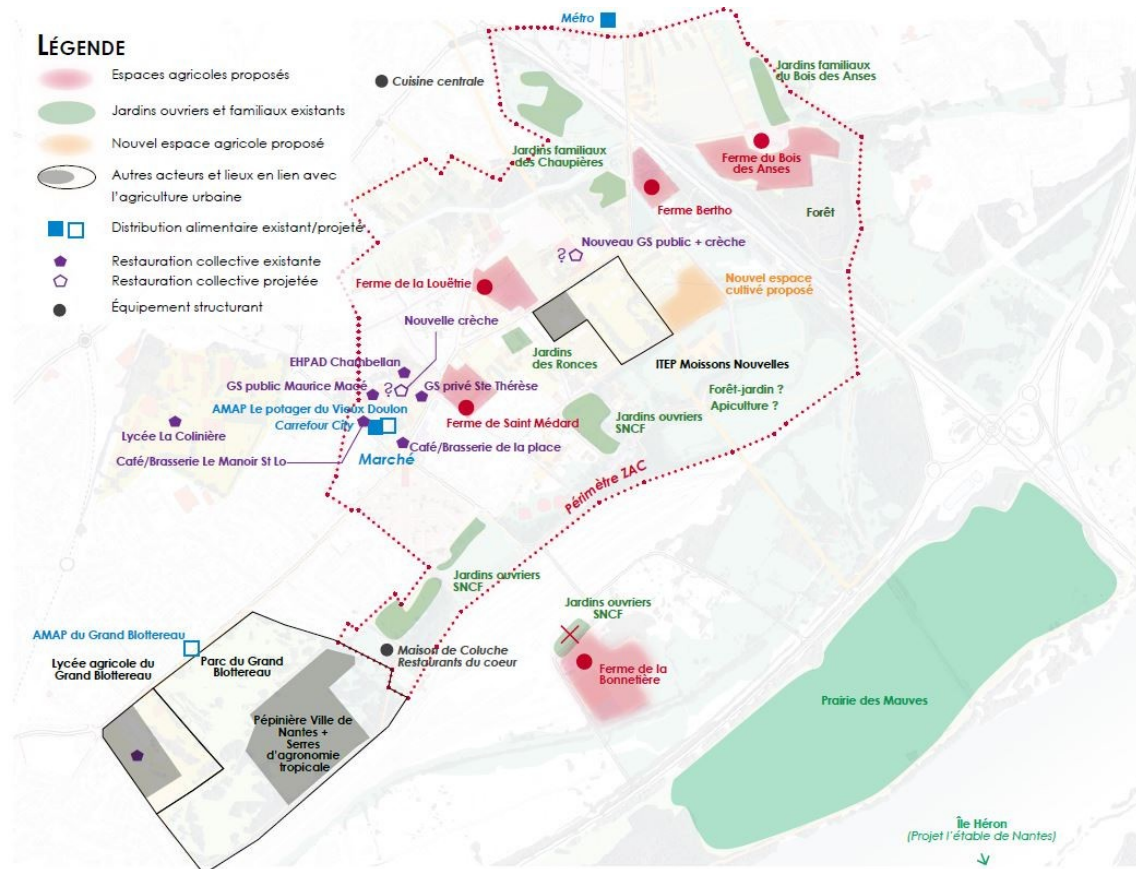 LÉGENDE
Espaces agricoles proposés
Jardins ouvriers et familiaux existants
Nouvel espace agricole proposé
Autres acteurs et lieux en lien avec
l'agriculture urbaine
Distribution alimentaire existant/projeté
Restauration collective existante
Restauration collective projetée
Équipement structurant
Métro
Cuisine centrale
Jardins familiaux
du Bois des Anses
Jardins familiaux
des Chaupières
Ferme du Bois
des Anses
Ferme Bertho
Forêt
? Nouveau GS public + crèche
Ferme de la Louëtrie
Nouvel espace
cultivé proposé
Nouvelle crèche
Jardins
des Ronces
ITEP Moissons Nouvelles
EHPAD Chambellan
GS public Maurice Macé
?
GS privé Ste Thérèse
Forêt-jardin ?
Apiculture ?
AMAP Le potager du Vieux Doulon
Carrefour City
Ferme de Saint Médard
Jardins ouvriers
SNCF
Lycée La Colinière
Café/Brasserie de la place
Café/Brasserie Le Manoir St Lo
Marché
Périmètre ZAC
Jardins ouvriers
SNCF
Jardins ouvriers
SNCF
AMAP du Grand Blottereau
Maison de Coluche
Restaurants du coeur
Lycée agricole du
Grand Blottereau
Parc du Grand
Blottereau
Ferme de la
Bonnetière
Prairie des Mauves
Pépinière Ville de
Nantes +
Serres
d'agronomie
tropicale
Île Héron
(Projet l'étable de Nantes)